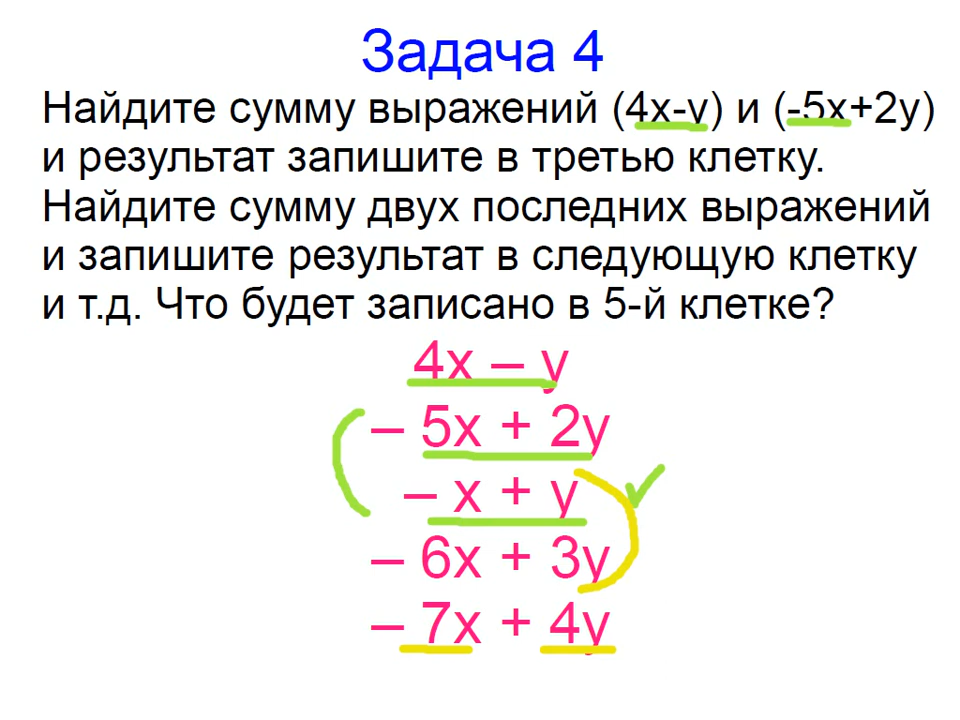 Задача 4
Найдите сумму выражений (4x-y) и (-5x+2y)
и результат запишите в третью клетку.
Найдите сумму двух последних выражений
и запишите результат в следующую клетку
и т.д. Что будет записано в 5-й клетке?
4x – y
– 5x + 2y
– x + y
– 6x + 3y
– 7x + 4y